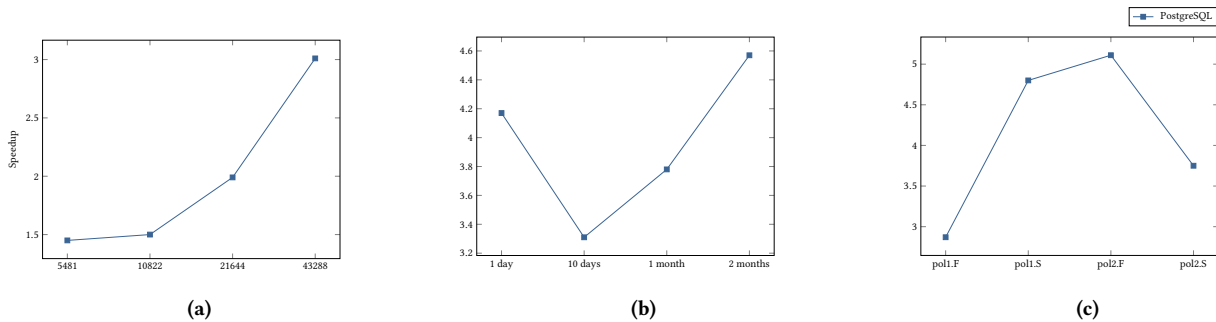 PostgreSQL
3
2.5
2
1.5
Speedup
5481 10822 21644 43288
(a)
4.6
4.4
4.2
4
3.8
3.6
3.4
3.2
1 day 10 days 1 month 2 months
(b)
5
4.5
4
3.5
3
pol1.F pol1.S pol2.F pol2.S
(c)